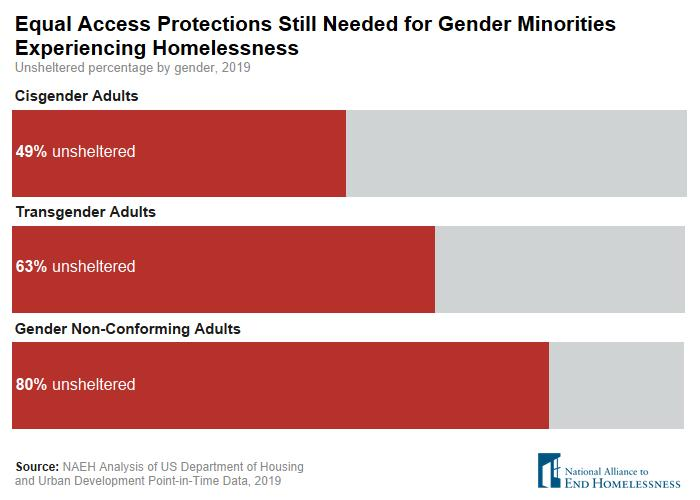 Equal Access Protections Still Needed for Gender Minorities
Experiencing Homelessness
Unsheltered percentage by gender, 2019
Cisgender Adults
49% unsheltered
Transgender Adults
63% unsheltered
Gender Non-Conforming Adults
80% unsheltered
Source: NAEH Analysis of US Department of Housing
and Urban Development Point-in-Time Data, 2019
National Alliance to
END HOMELESSNESS